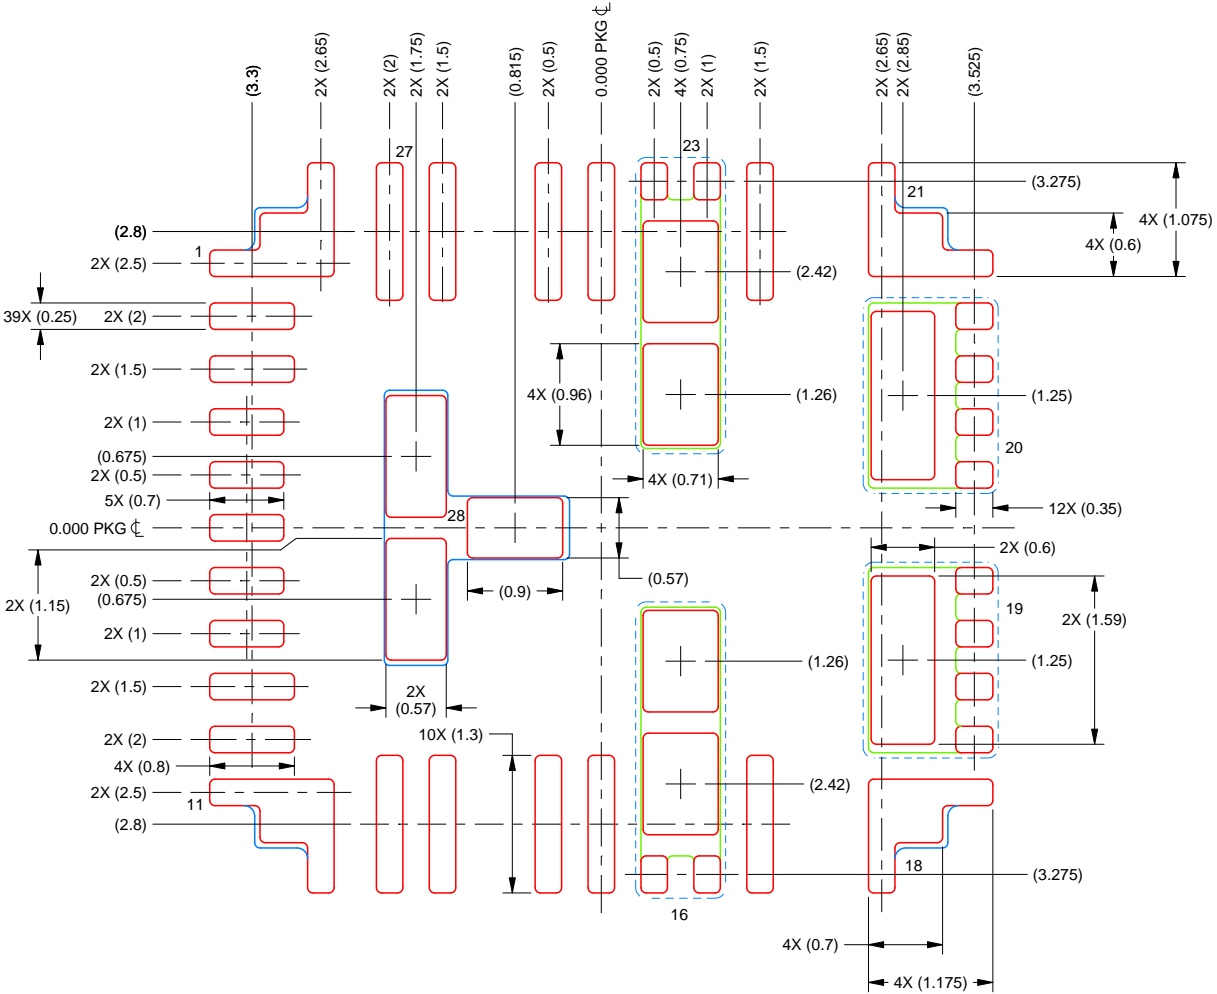 (3.3)
2X (2.65)
2X (2)
2X (1.75)
2X (1.5)
(0.815)
2X (0.5)
0.000 PKG ℄
2X (0.5)
4X (0.75)
2X (1)
2X (1.5)
2X (2.65)
2X (2.85)
(3.525)
27
23
(3.275)
21
4X (1.075)
(2.8)
1
4X (0.6)
2X (2.5)
(2.42)
39X (0.25)
2X (2)
2X (1.5)
4X (0.96)
(1.26)
(1.25)
2X (1)
20
(0.675)
2X (0.5)
4X (0.71)
5X (0.7)
12X (0.35)
28
0.000 PKG ℄
2X (0.6)
2X (0.5)
(0.57)
(0.9)
(0.675)
2X (1.15)
19
2X (1.59)
2X (1)
(1.26)
(1.25)
2X (1.5)
2X
(0.57)
10X (1.3)
2X (2)
4X (0.8)
(2.42)
2X (2.5)
11
(2.8)
18
(3.275)
16
4X (0.7)
4X (1.175)